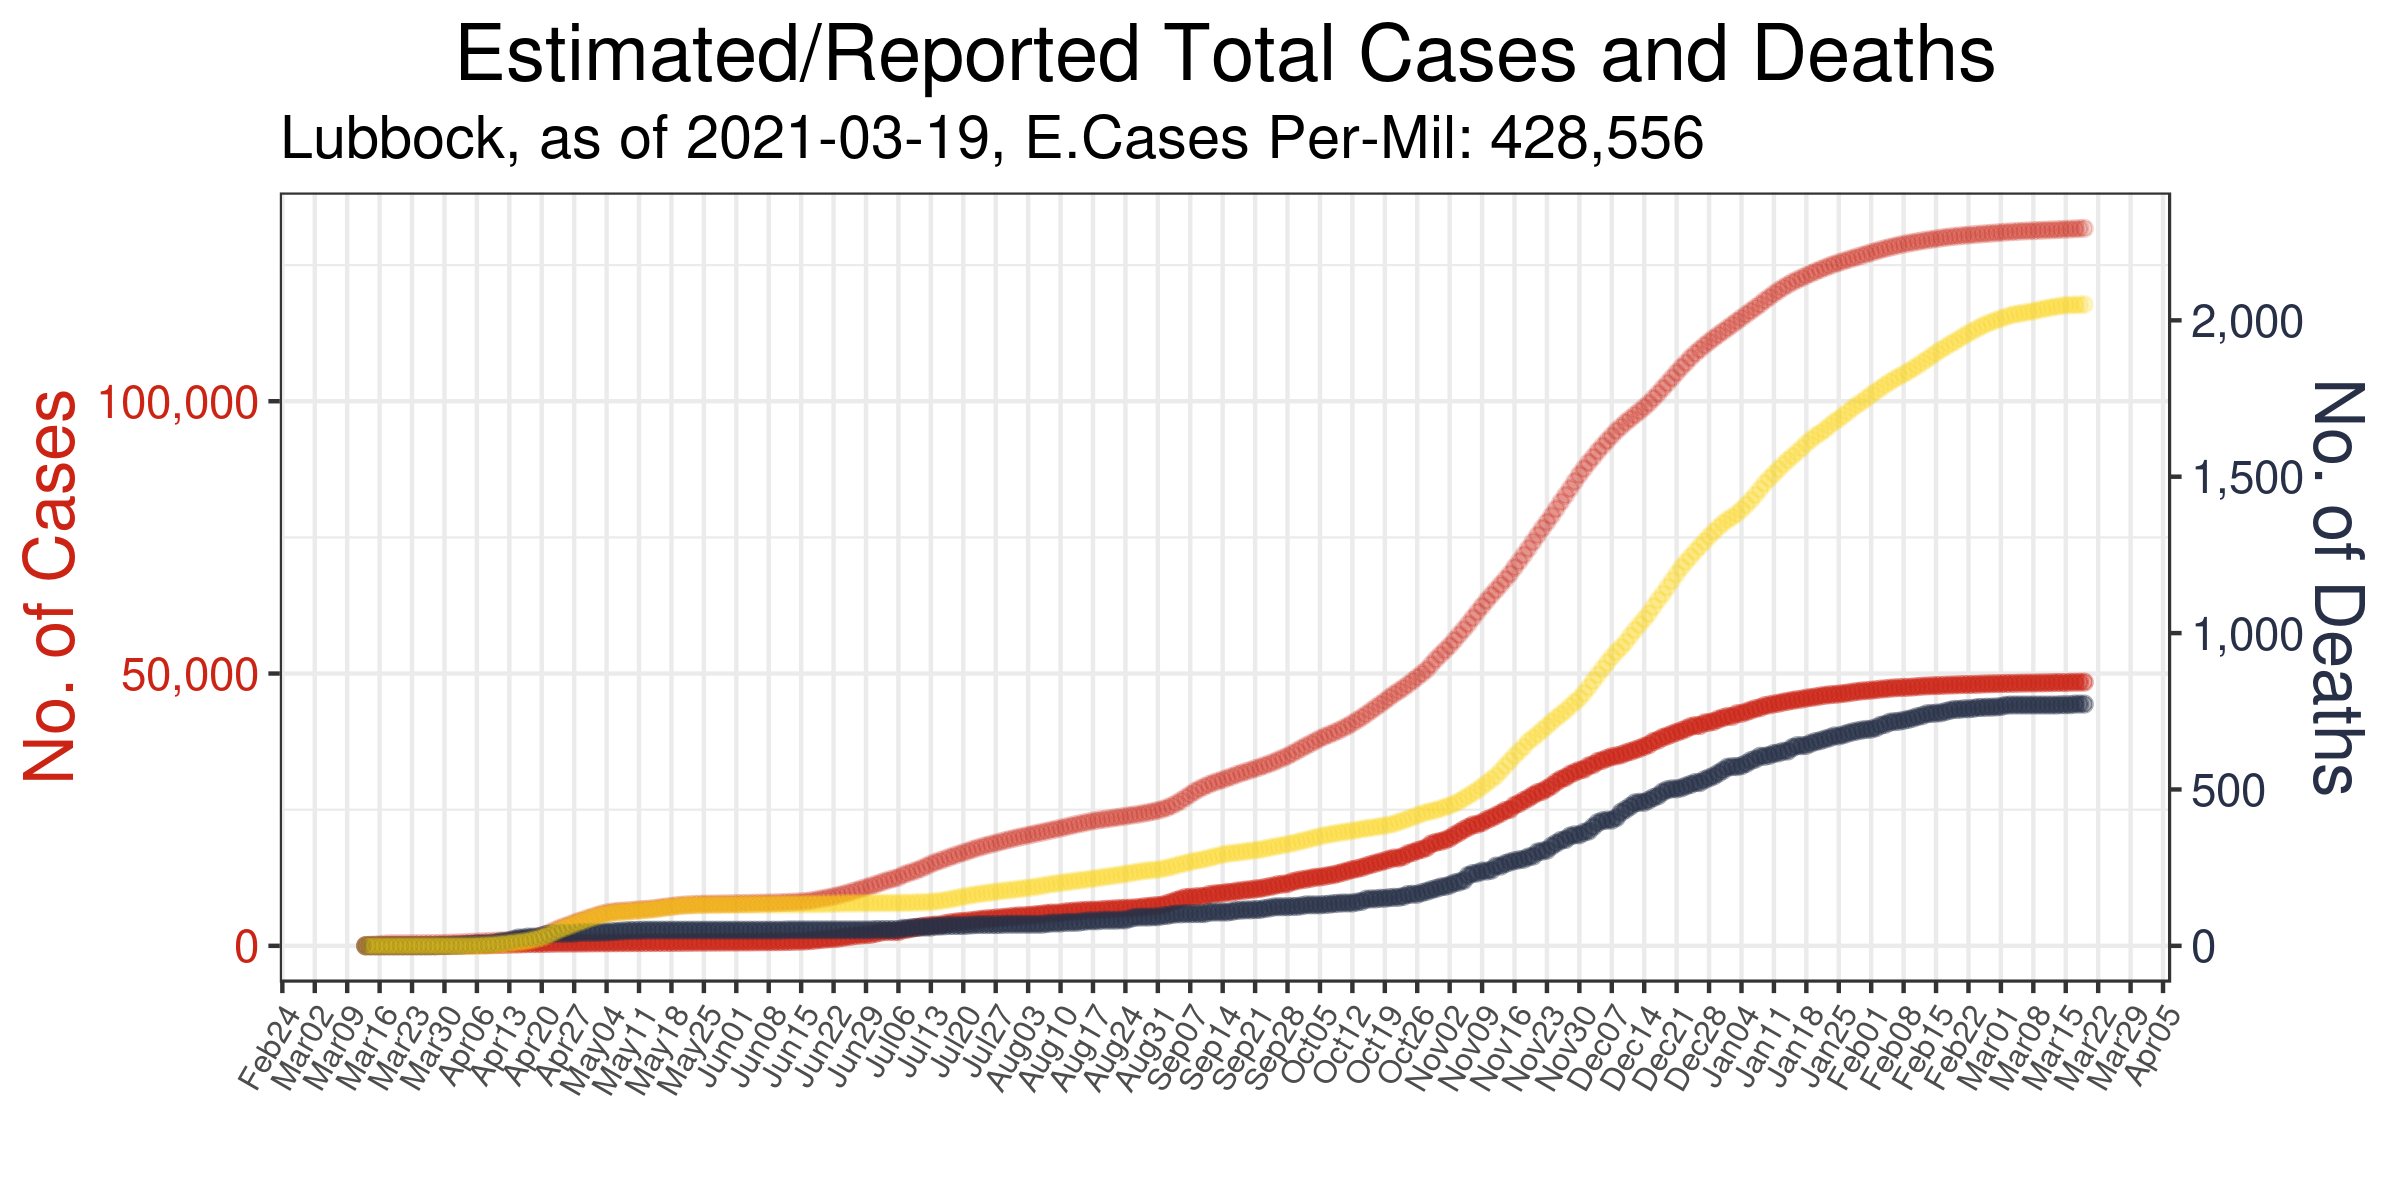 Estimated/Reported Total Cases and Deaths
Lubbock, as of 2021-03-19, E.Cases Per-Mil: 428,556
No. of Cases
100,000
50,000
0
No. of Deaths
2,000
1,500
1,000
500
0
Feb24 Mar02 Mar09 Mar16 Mar23 Mar30 Apr06 Apr13 Apr20 Apr27 May04 May11 May18 May25 Jun01 Jun08 Jun15 Jun22 Jun29 Jul06 Jul13 Jul20 Jul27 Aug03 Aug10 Aug17 Aug24 Aug31 Sep07 Sep14 Sep21 Sep28 Oct05 Oct12 Oct19 Oct26 Nov02 Nov09 Nov16 Nov23 Nov30 Dec07 Dec14 Dec21 Dec28 Jan04 Jan11 Jan18 Jan25 Feb01 Feb08 Feb15 Feb22 Mar01 Mar08 Mar15 Mar22 Mar29 Apr05